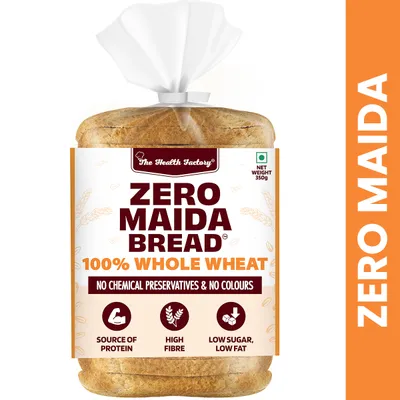 The Health Factory®
NET
WEIGHT
350g
ZERO
MAIDA
BREAD
100% WHOLE WHEAT
NO CHEMICAL PRESERVATIVES & NO COLOURS
SOURCE OF
PROTEIN
HIGH
FIBRE
LOW SUGAR,
LOW FAT
ZERO MAIDA